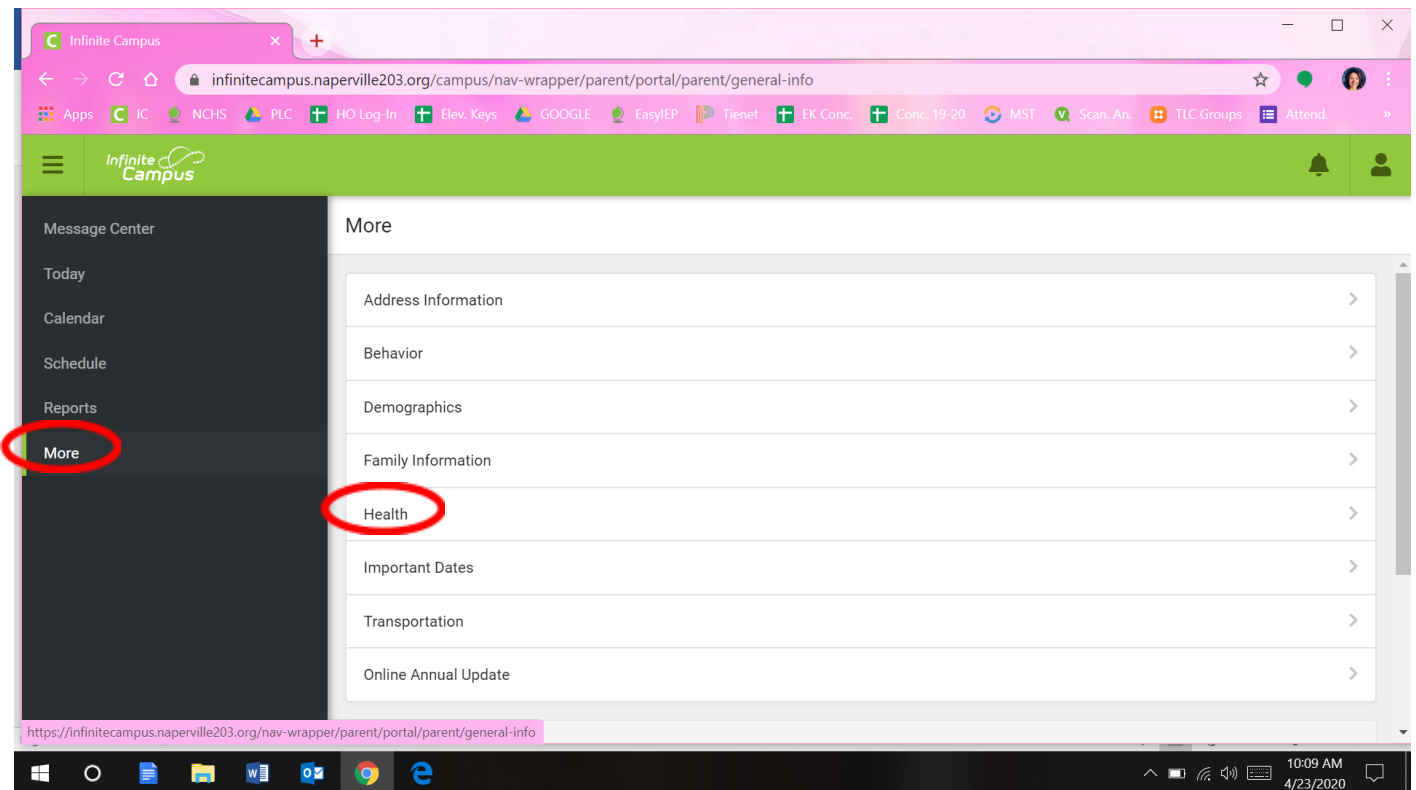 Infinite Campus
infinitecampus.naperville203.org/campus/nav-wrapper/parent/portal/parent/general-info
Apps IC NCHS PLC HO Log-In Elev. Keys GOOGLE EasyIEP Tienet EK Conc. Conc. 19-20 MST Scan. An. TLC Groups Attend. »
Infinite
Campus
Message Center
Today
Calendar
Schedule
Reports
More
More
Address Information
Behavior
Demographics
Family Information
Health
Important Dates
Transportation
Online Annual Update
https://infinitecampus.naperville203.org/nav-wrapper/parent/portal/parent/general-info
10:09 AM
4/23/2020